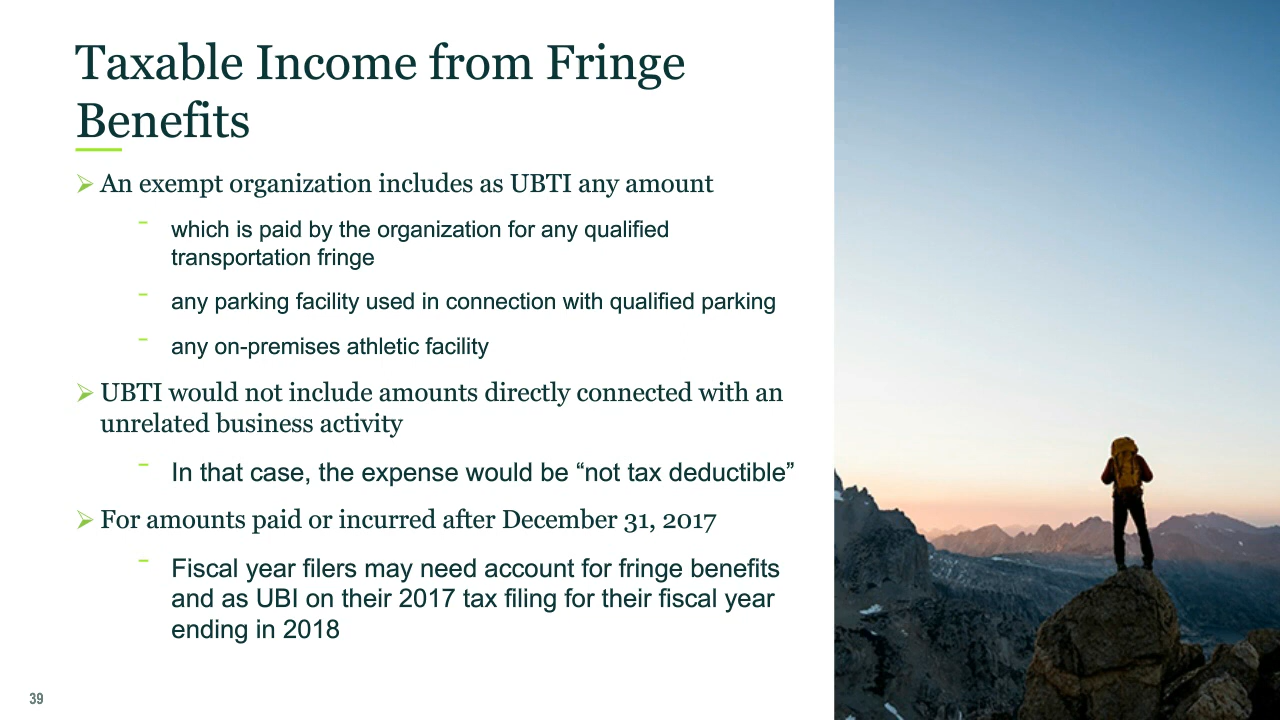 Taxable Income from Fringe
Benefits
➢ An exempt organization includes as UBTI any amount
- which is paid by the organization for any qualified
transportation fringe
- any parking facility used in connection with qualified parking
- any on-premises athletic facility
➢ UBTI would not include amounts directly connected with an
unrelated business activity
- In that case, the expense would be “not tax deductible”
➢ For amounts paid or incurred after December 31, 2017
- Fiscal year filers may need account for fringe benefits
and as UBI on their 2017 tax filing for their fiscal year
ending in 2018
39